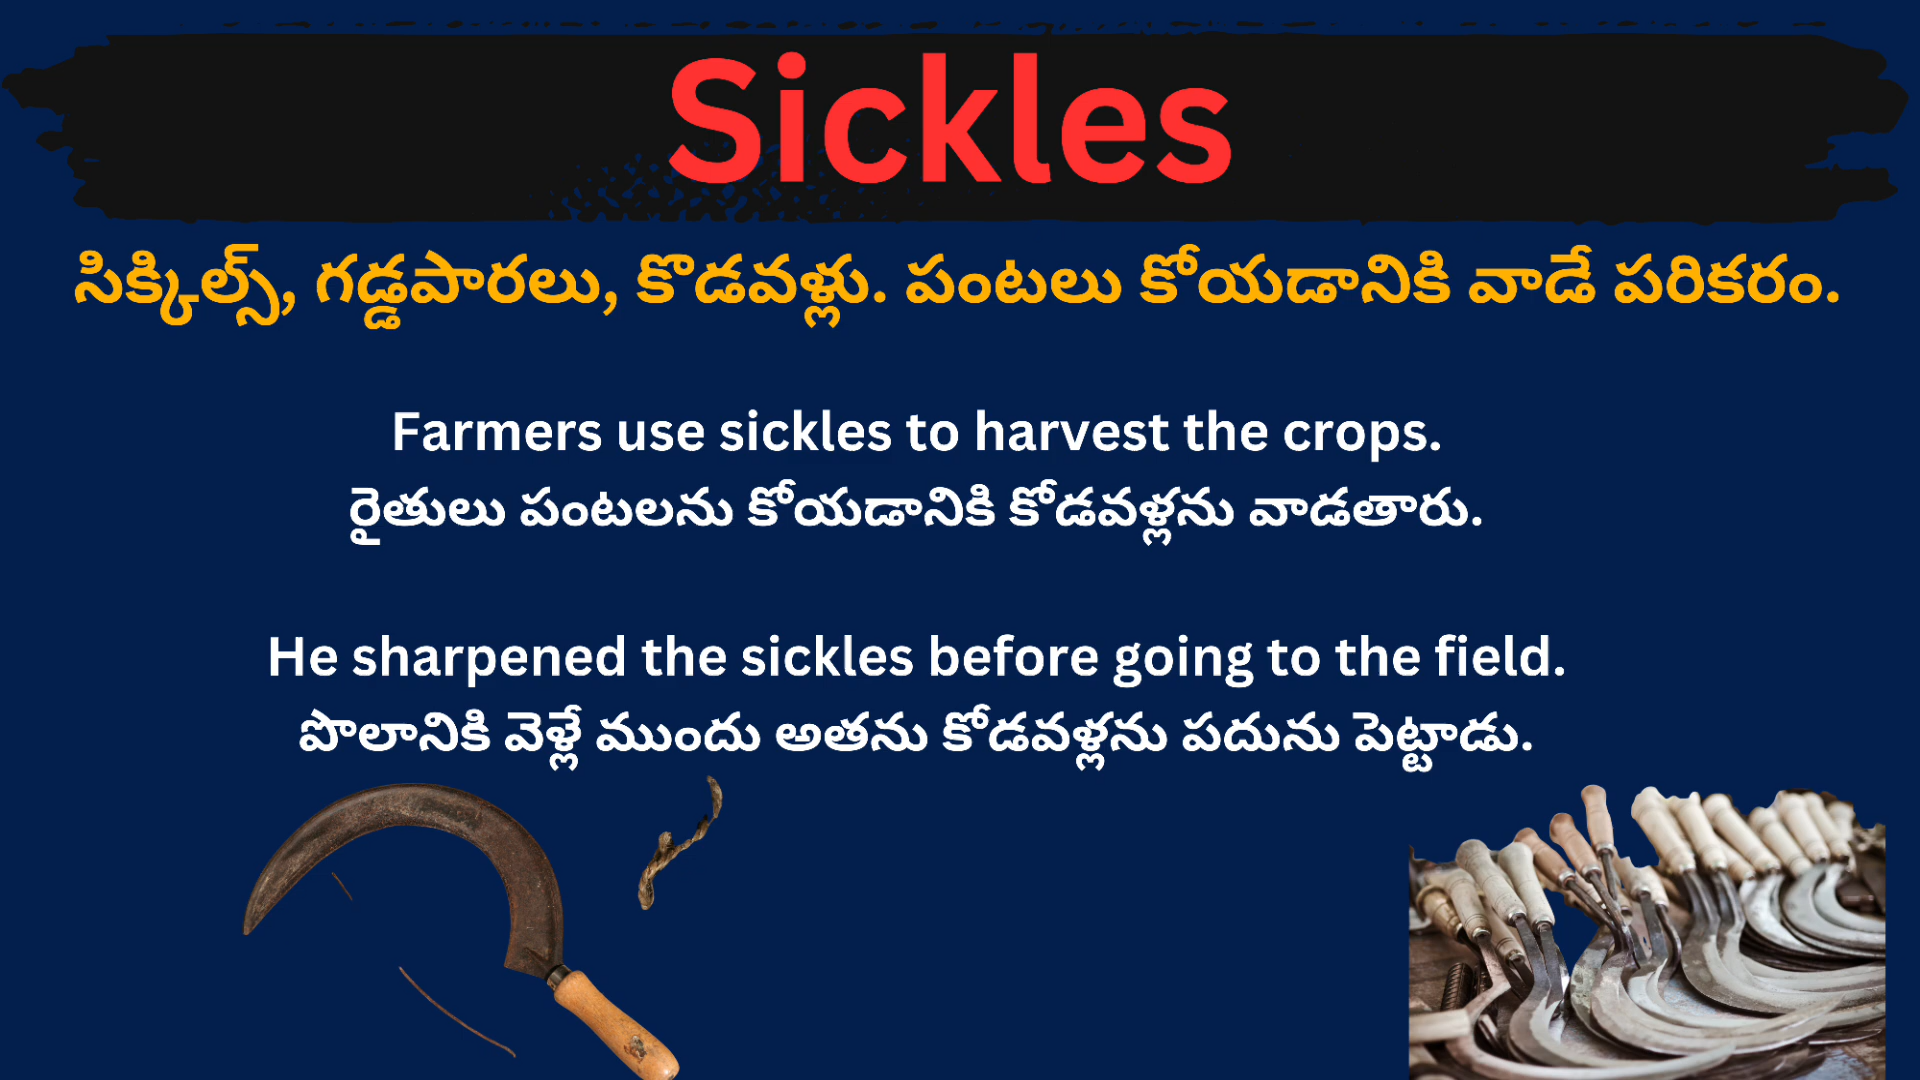 Sickles
సిక్కిల్స్, గడ్డపారలు, కొడవళ్లు. పంటలు కోయడానికి వాడే పరికరం.
Farmers use sickles to harvest the crops.
రైతులు పంటలను కోయడానికి కోడవళ్లను వాడతారు.
He sharpened the sickles before going to the field.
పొలానికి వెళ్లే ముందు అతను కోడవళ్లను పదును పెట్టాడు.